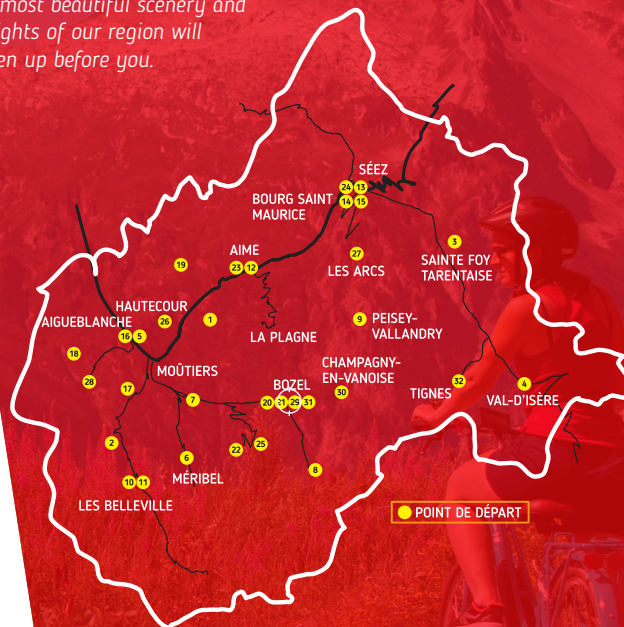 most beautiful scenery and
ights of our region will
en up before you.
SÉEZ
24 13
14 15
BOURG SAINT
MAURICE
3
SAINTE FOY
TARENTAISE
27
LES ARCS
AIME
23 12
19
HAUTECOUR
26
1
AIGUEBLANCHE
16 5
9 PEISEY-
VALLANDRY
LA PLAGNE
18
28
17
MOÛTIERS
7
CHAMPAGNY-
EN-VANOISE
30
BOZEL
20 21 29 31
TIGNES
32
4
VAL-D'ISÈRE
2
22 25
6
MÉRIBEL
8
10 11
LES BELLEVILLE
POINT DE DÉPART